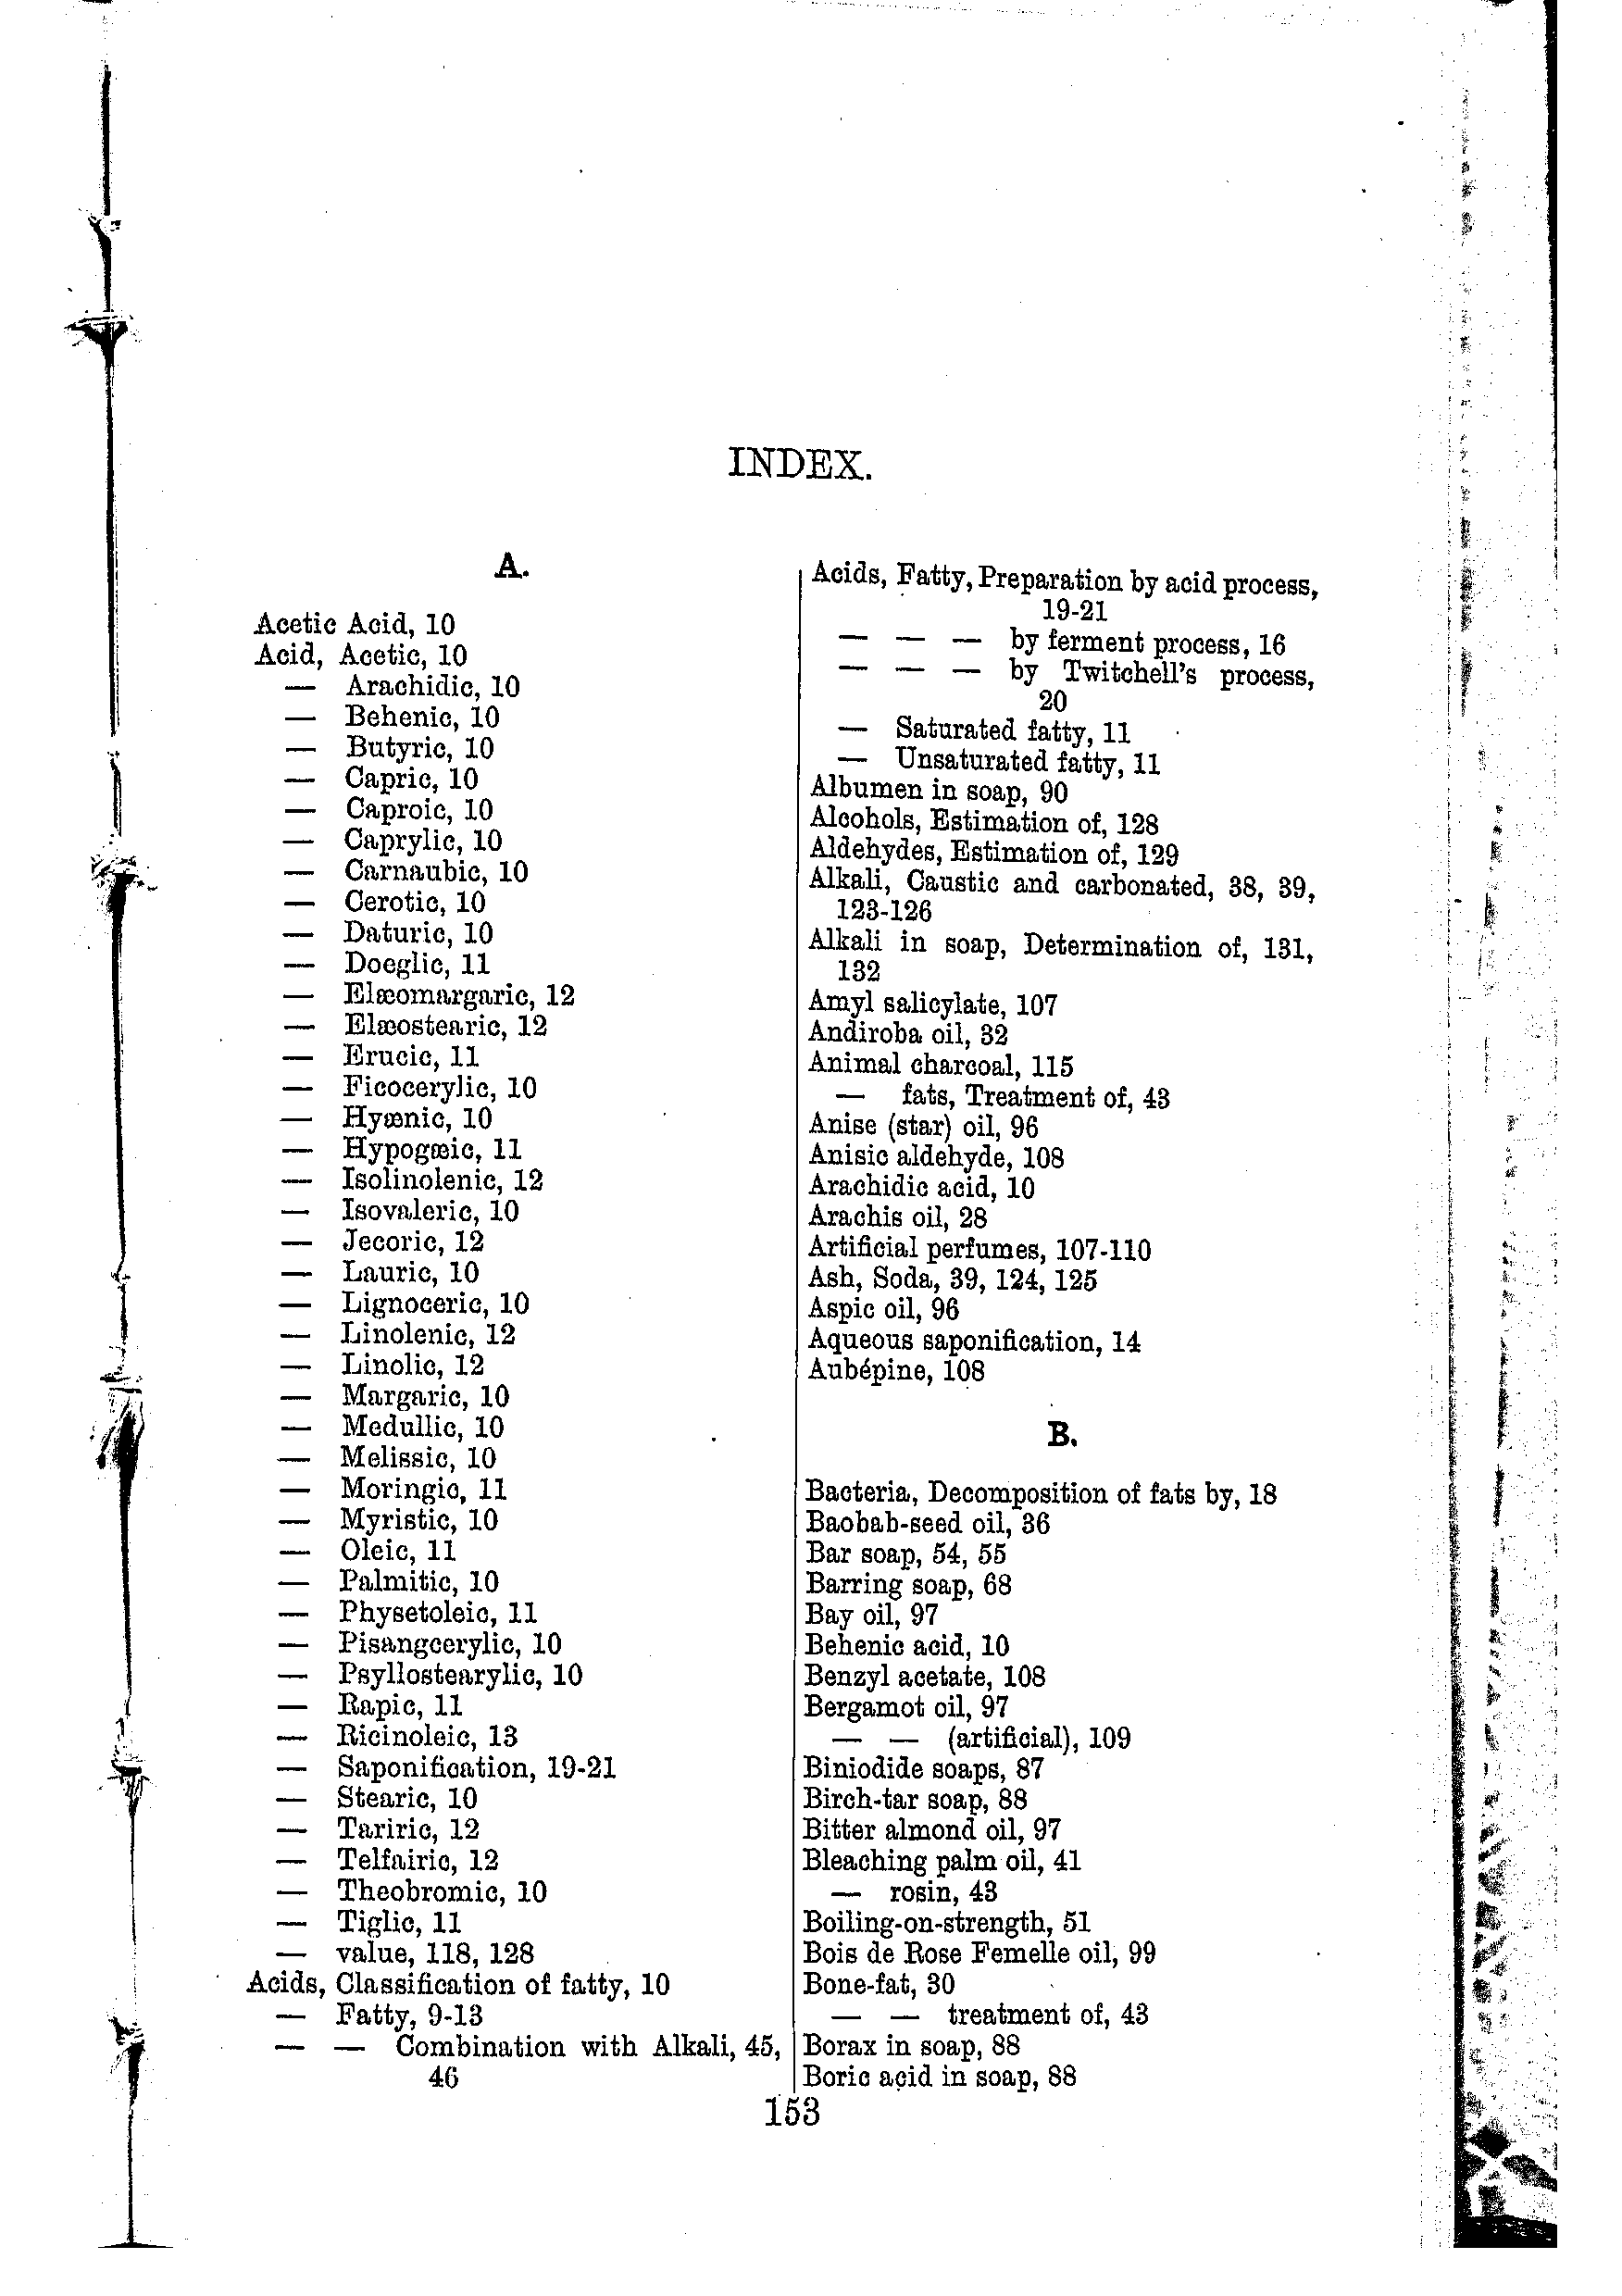 INDEX.
A.
Acetic Acid, 10
Acid, Acetic, 10
— Arachidic, 10
— Behenic, 10
— Butyric, 10
— Capric, 10
— Caproic, 10
— Caprylic, 10
— Carnaubic, 10
— Cerotic, 10
— Daturic, 10
— Doeglic, 11
— Elæomargaric, 12
— Elæostearic, 12
— Erucic, 11
— Ficocerylic, 10
— Hyænic, 10
— Hypogæic, 11
— Isolinolenic, 12
— Isovaleric, 10
— Jecoric, 12
— Lauric, 10
— Lignoceric, 10
— Linolenic, 12
— Linolic, 12
— Margaric, 10
— Medullic, 10
— Melissic, 10
— Moringic, 11
— Myristic, 10
— Oleic, 11
— Palmitic, 10
— Physetoleic, 11
— Pisangcerylic, 10
— Psyllostearylic, 10
— Rapic, 11
— Ricinoleic, 13
— Saponification, 19-21
— Stearic, 10
— Tariric, 12
— Telfairic, 12
— Theobromic, 10
— Tiglic, 11
— value, 118, 128
Acids, Classification of fatty, 10
— Fatty, 9-13
— — Combination with Alkali, 45,
46
Acids, Fatty, Preparation by acid process,
19-21
— — — by ferment process, 16
— — — by Twitchell's process,
20
— Saturated fatty, 11
— Unsaturated fatty, 11
Albumen in soap, 90
Alcohols, Estimation of, 128
Aldehydes, Estimation of, 129
Alkali, Caustic and carbonated, 38, 39,
123-126
Alkali in soap, Determination of, 131,
132
Amyl salicylate, 107
Andiroba oil, 32
Animal charcoal, 115
— fats, Treatment of, 43
Anise (star) oil, 96
Anisic aldehyde, 108
Arachidic acid, 10
Arachis oil, 28
Artificial perfumes, 107-110
Ash, Soda, 39, 124, 125
Aspic oil, 96
Aqueous saponification, 14
Aubépine, 108
B.
Bacteria, Decomposition of fats by, 18
Baobab-seed oil, 36
Bar soap, 54, 55
Barring soap, 68
Bay oil, 97
Behenic acid, 10
Benzyl acetate, 108
Bergamot oil, 97
— — (artificial), 109
Biniodide soaps, 87
Birch-tar soap, 88
Bitter almond oil, 97
Bleaching palm oil, 41
— rosin, 43
Boiling-on-strength, 51
Bois de Rose Femelle oil, 99
Bone-fat, 30
— — treatment of, 43
Borax in soap, 88
Boric acid in soap, 88
153